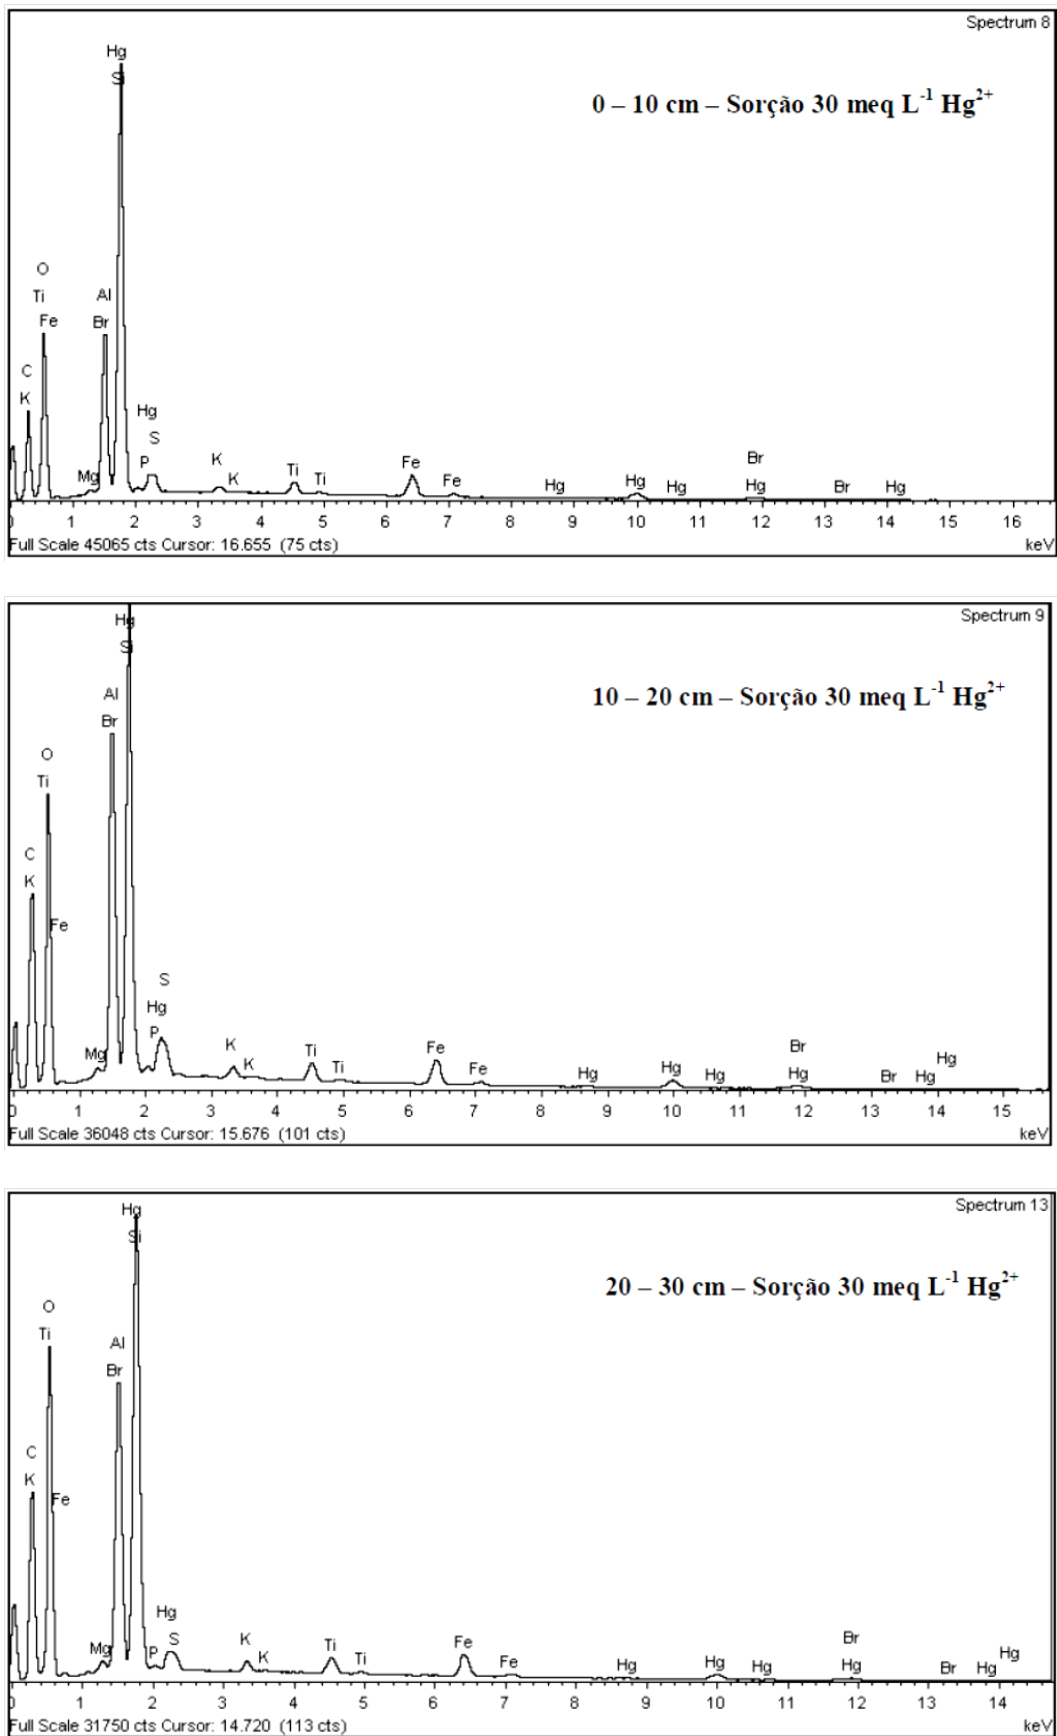 Spectrum 8
0 – 10 cm – Sorção 30 meq L-1 Hg2+
Hg
Si
O
Ti
Fe
Al
Br
C
K
Hg
S
P
Mg
K
K
Ti
Ti
Fe
Fe
Hg
Hg
Hg
Br
Hg
Br
Hg
0 1 2 3 4 5 6 7 8 9 10 11 12 13 14 15 16
Full Scale 45065 cts Cursor: 16.655 (75 cts) keV
Spectrum 9
10 – 20 cm – Sorção 30 meq L-1 Hg2+
Hg
Si
Al
Br
O
Ti
C
K
Fe
S
Hg
P
Mg
K
K
Ti
Ti
Fe
Fe
Hg
Hg
Hg
Br
Hg
Br
Hg
Hg
0 1 2 3 4 5 6 7 8 9 10 11 12 13 14 15
Full Scale 36048 cts Cursor: 15.676 (101 cts) keV
Spectrum 13
20 – 30 cm – Sorção 30 meq L-1 Hg2+
Hg
Si
O
Ti
Al
Br
C
K
Fe
Hg
S
P
Mg
K
K
Ti
Ti
Fe
Fe
Hg
Hg
Hg
Br
Hg
Br
Hg
Hg
0 1 2 3 4 5 6 7 8 9 10 11 12 13 14
Full Scale 31750 cts Cursor: 14.720 (113 cts) keV